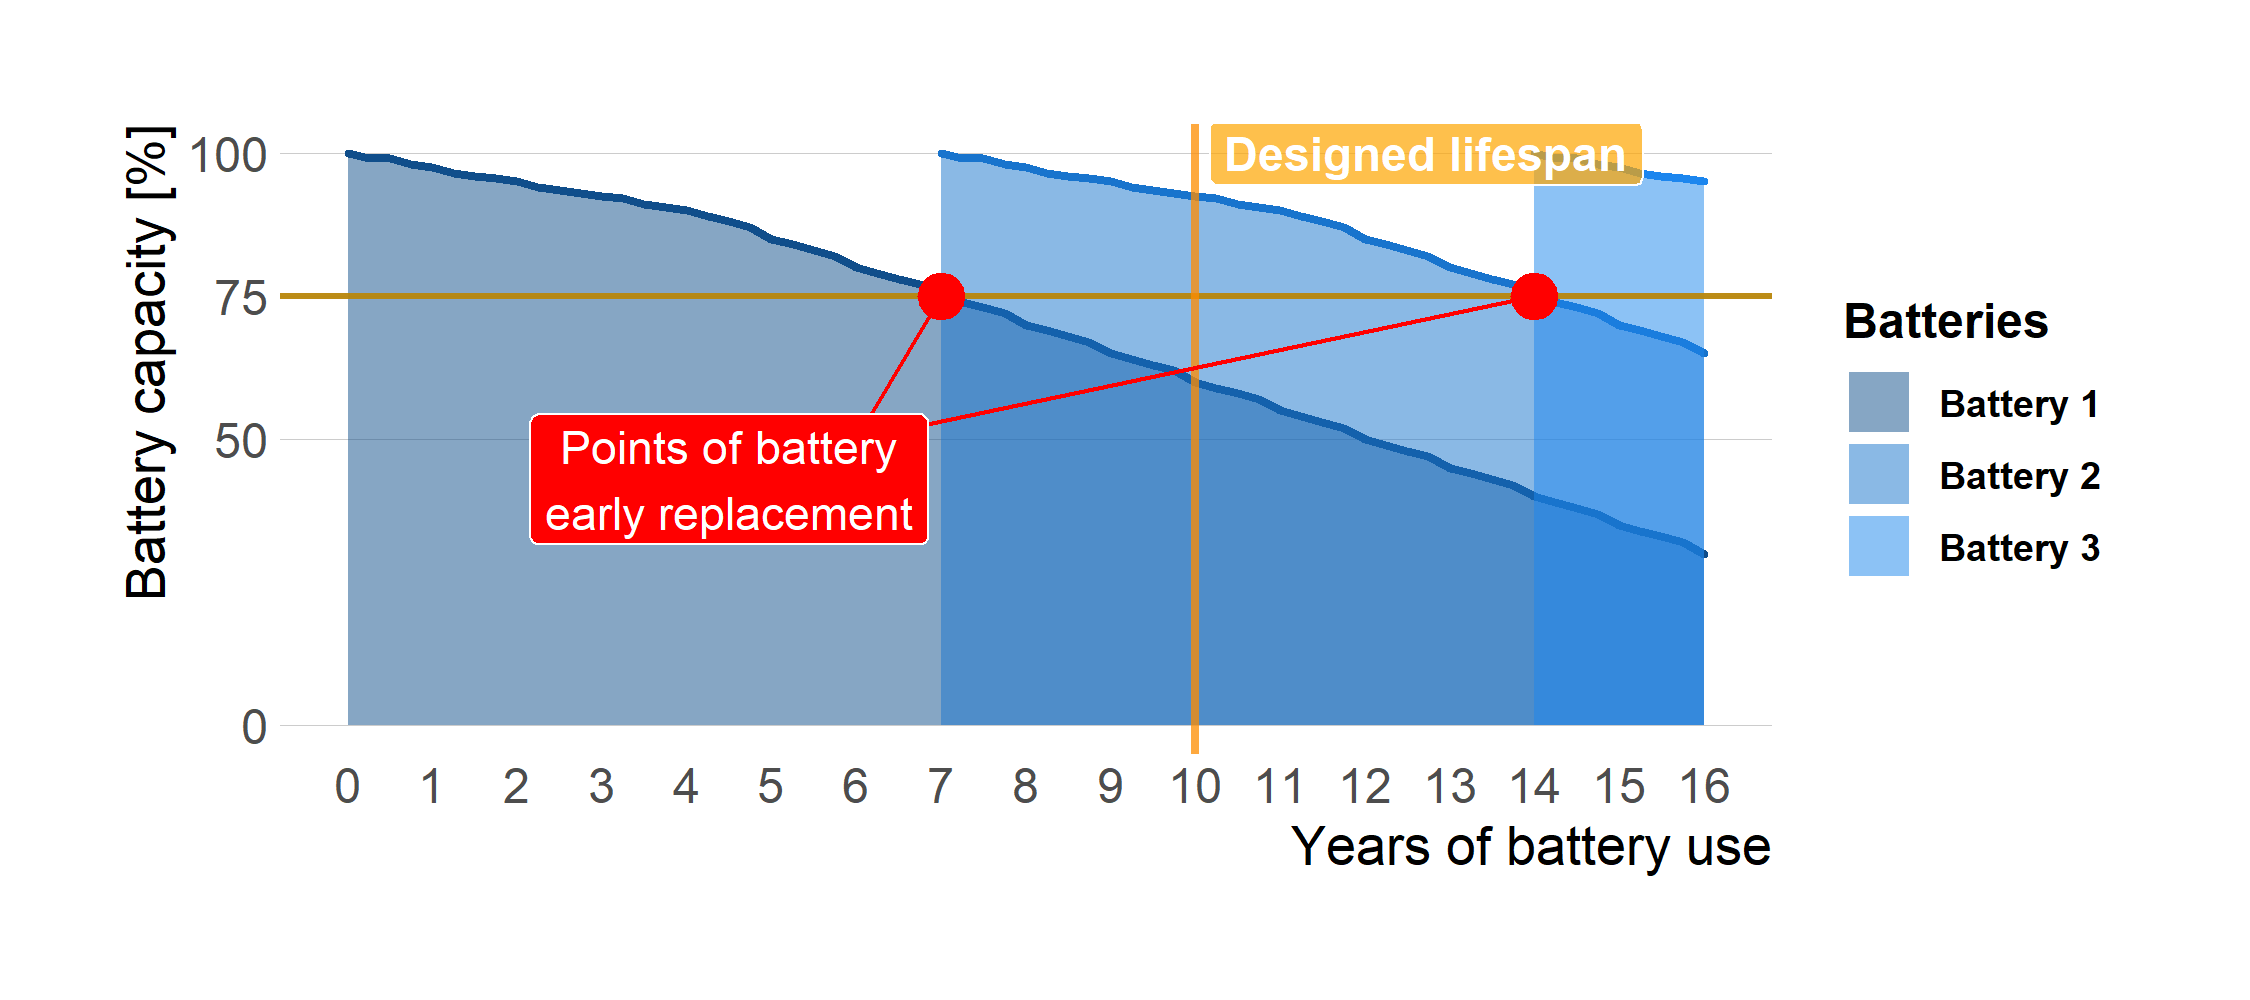 Battery capacity [%]
100
75
50
0
Designed lifespan
Points of battery
early replacement
0 1 2 3 4 5 6 7 8 9 10 11 12 13 14 15 16
Years of battery use
Batteries
Battery 1
Battery 2
Battery 3